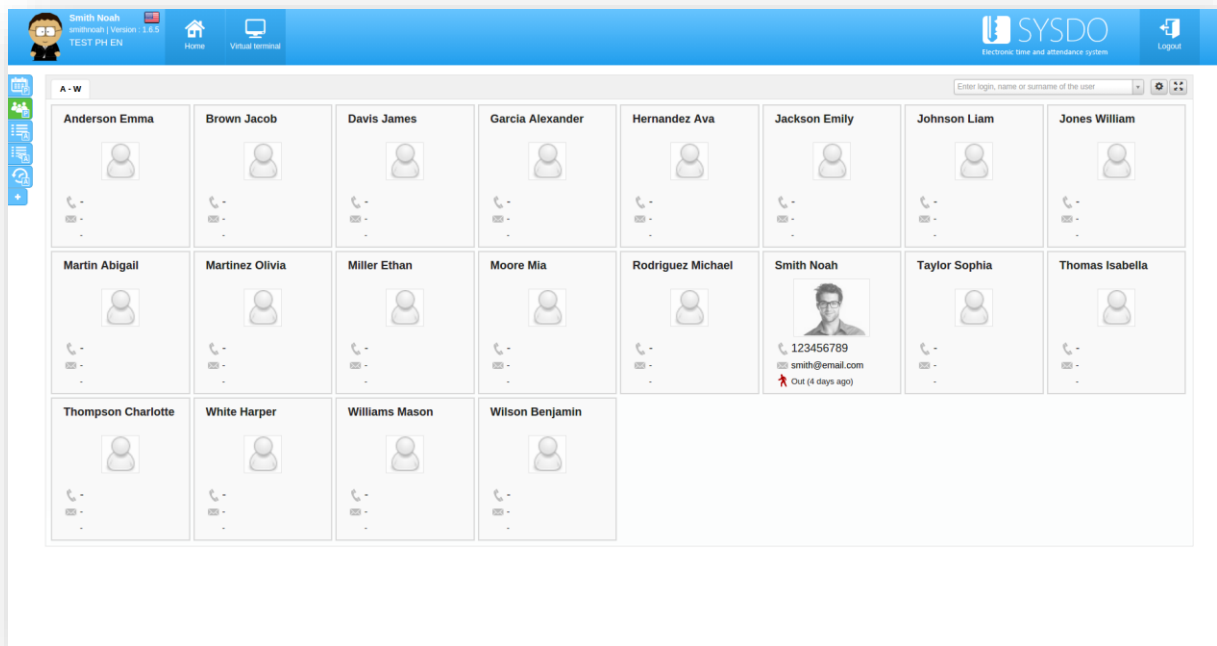 Smith Noah
smithnoah | Version : 1.6.5
TEST PH EN
Home
Virtual terminal
SYSDO
Electronic time and attendance system
Logout
A - W
Enter login, name or surname of the user
Anderson Emma
Brown Jacob
Davis James
Garcia Alexander
Hernandez Ava
Jackson Emily
Johnson Liam
Jones William
- - - - - - - -
- - - - - - - -
- - - - - - - -
Martin Abigail
Martinez Olivia
Miller Ethan
Moore Mia
Rodriguez Michael
Smith Noah
Taylor Sophia
Thomas Isabella
- - - - - 123456789 - -
- - - - - smith@email.com - -
- - - - - Out (4 days ago) - -
Thompson Charlotte
White Harper
Williams Mason
Wilson Benjamin
- - - -
- - - -
- - - -